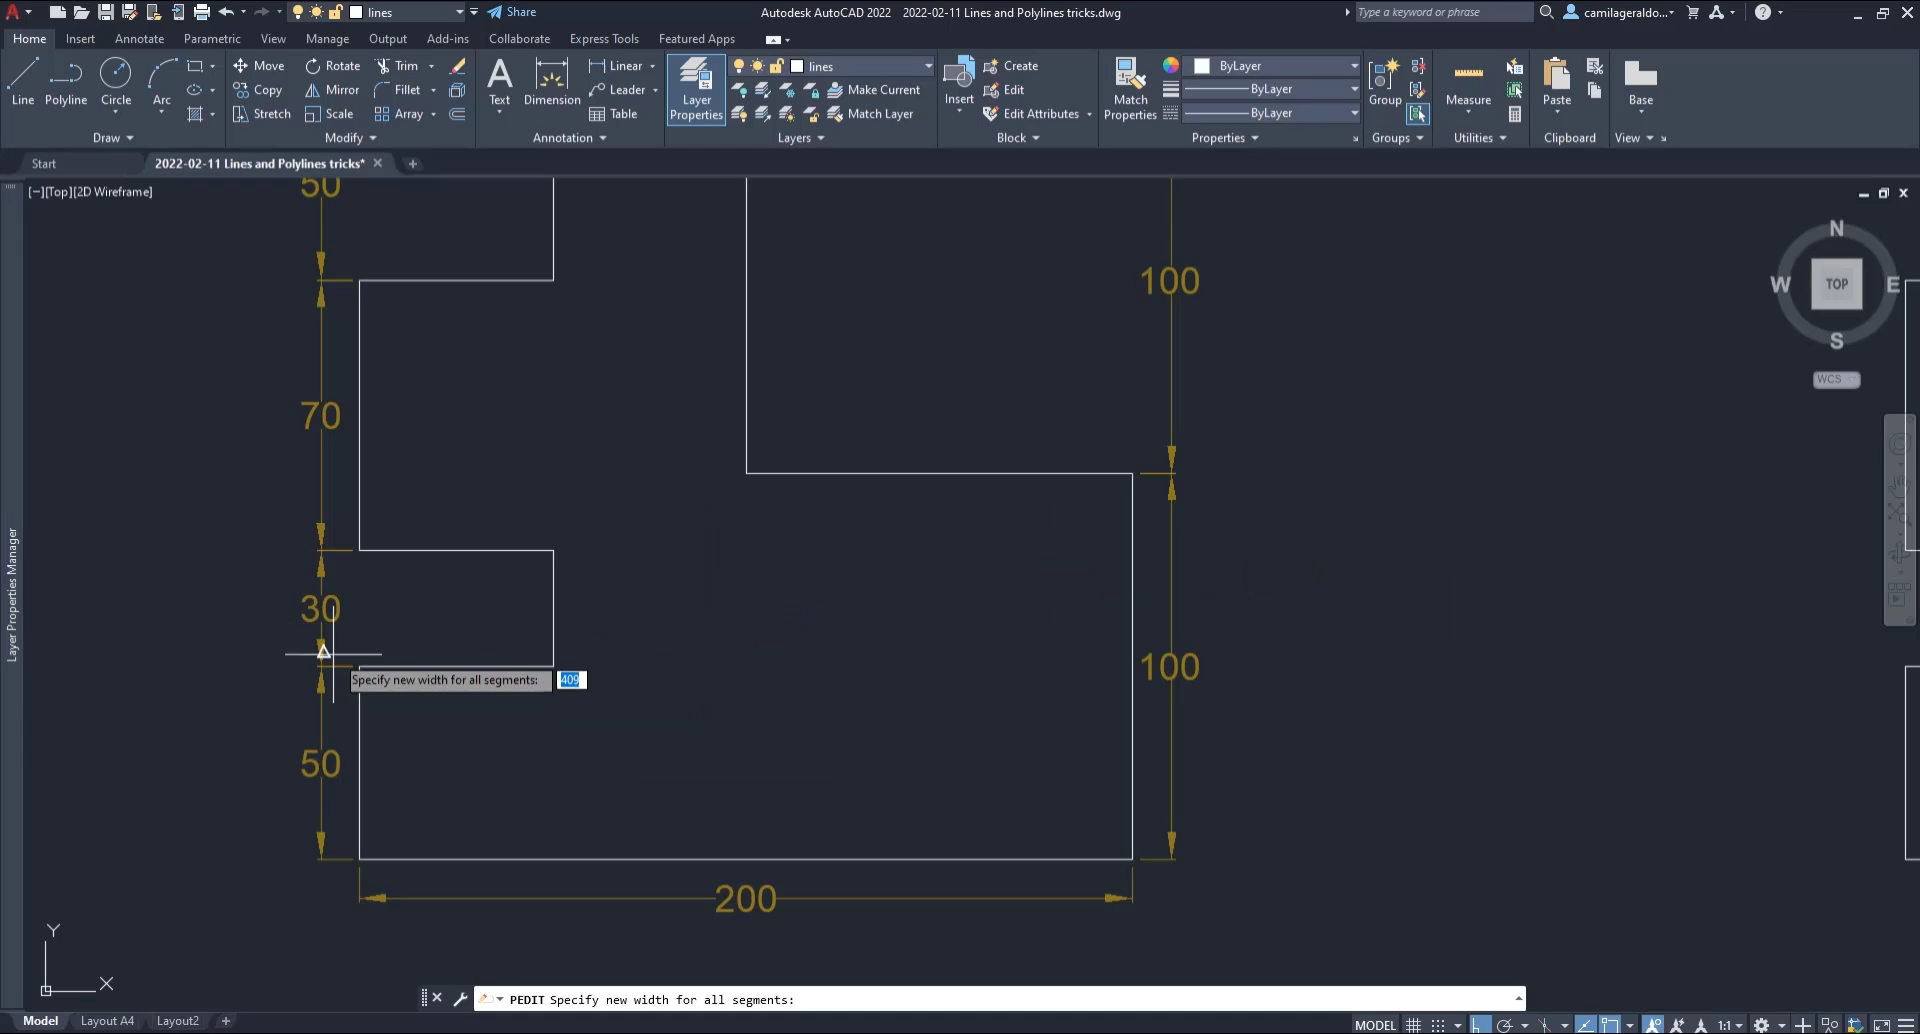 lines
Share
Autodesk AutoCAD 2022 2022-02-11 Lines and Polylines tricks.dwg
Type a keyword or phrase
camilageraldo...
Home Insert Annotate Parametric View Manage Output Add-ins Collaborate Express Tools Featured Apps
Line Polyline Circle Arc
Move Rotate Trim
Copy Mirror Fillet
Stretch Scale Array
Text Dimension
Linear
Leader
Table
Layer Properties
lines
Make Current
Match Layer
Insert
Create
Edit
Edit Attributes
Match Properties
ByLayer
ByLayer
ByLayer
Group
Measure
Paste
Base
Draw Modify Annotation Layers Block Properties Groups Utilities Clipboard View
Start 2022-02-11 Lines and Polylines tricks*
[−][Top][2D Wireframe]
50
N
W TOP E
S
WCS
100
70
30
Layer Properties Manager
Specify new width for all segments: 409
100
50
200
Y
X
PEDIT Specify new width for all segments:
Model Layout A4 Layout2
MODEL 1:1